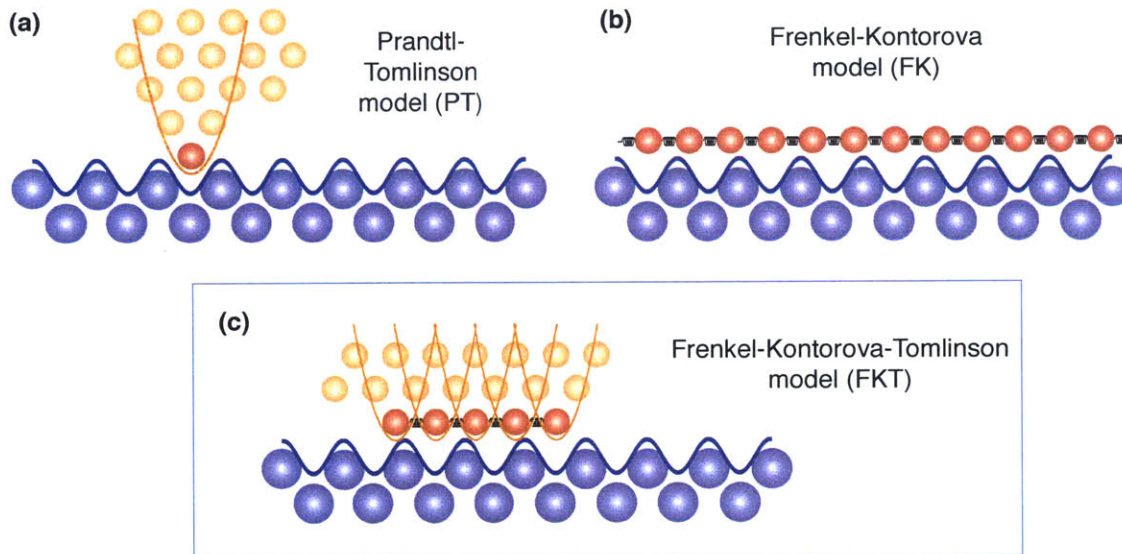 (a)
Prandtl-
Tomlinson
model (PT)
(b)
Frenkel-Kontorova
model (FK)
(c)
Frenkel-Kontorova-Tomlinson
model (FKT)